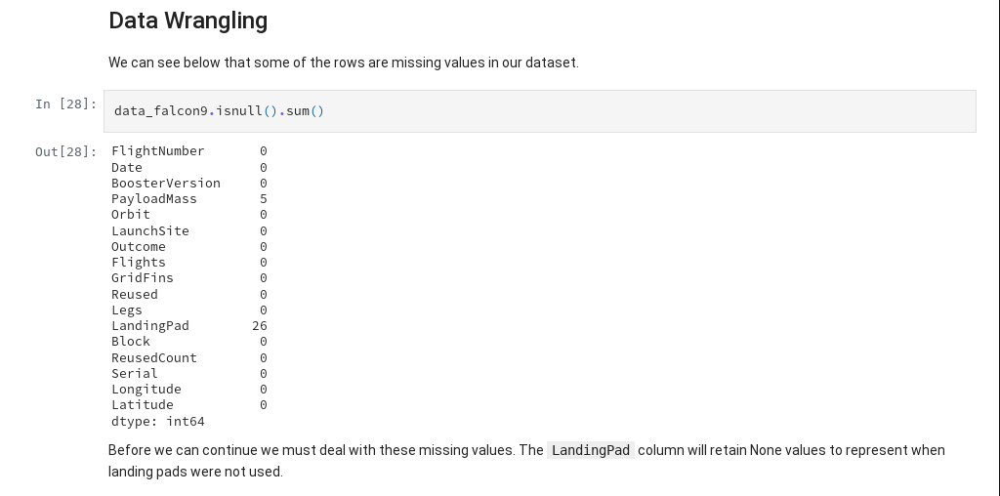 Data Wrangling
We can see below that some of the rows are missing values in our dataset.
In [28]: data_falcon9.isnull().sum()
Out[28]: FlightNumber 0
Date 0
BoosterVersion 0
PayloadMass 5
Orbit 0
LaunchSite 0
Outcome 0
Flights 0
GridFins 0
Reused 0
Legs 0
LandingPad 26
Block 0
ReusedCount 0
Serial 0
Longitude 0
Latitude 0
dtype: int64
Before we can continue we must deal with these missing values. The LandingPad column will retain None values to represent when
landing pads were not used.